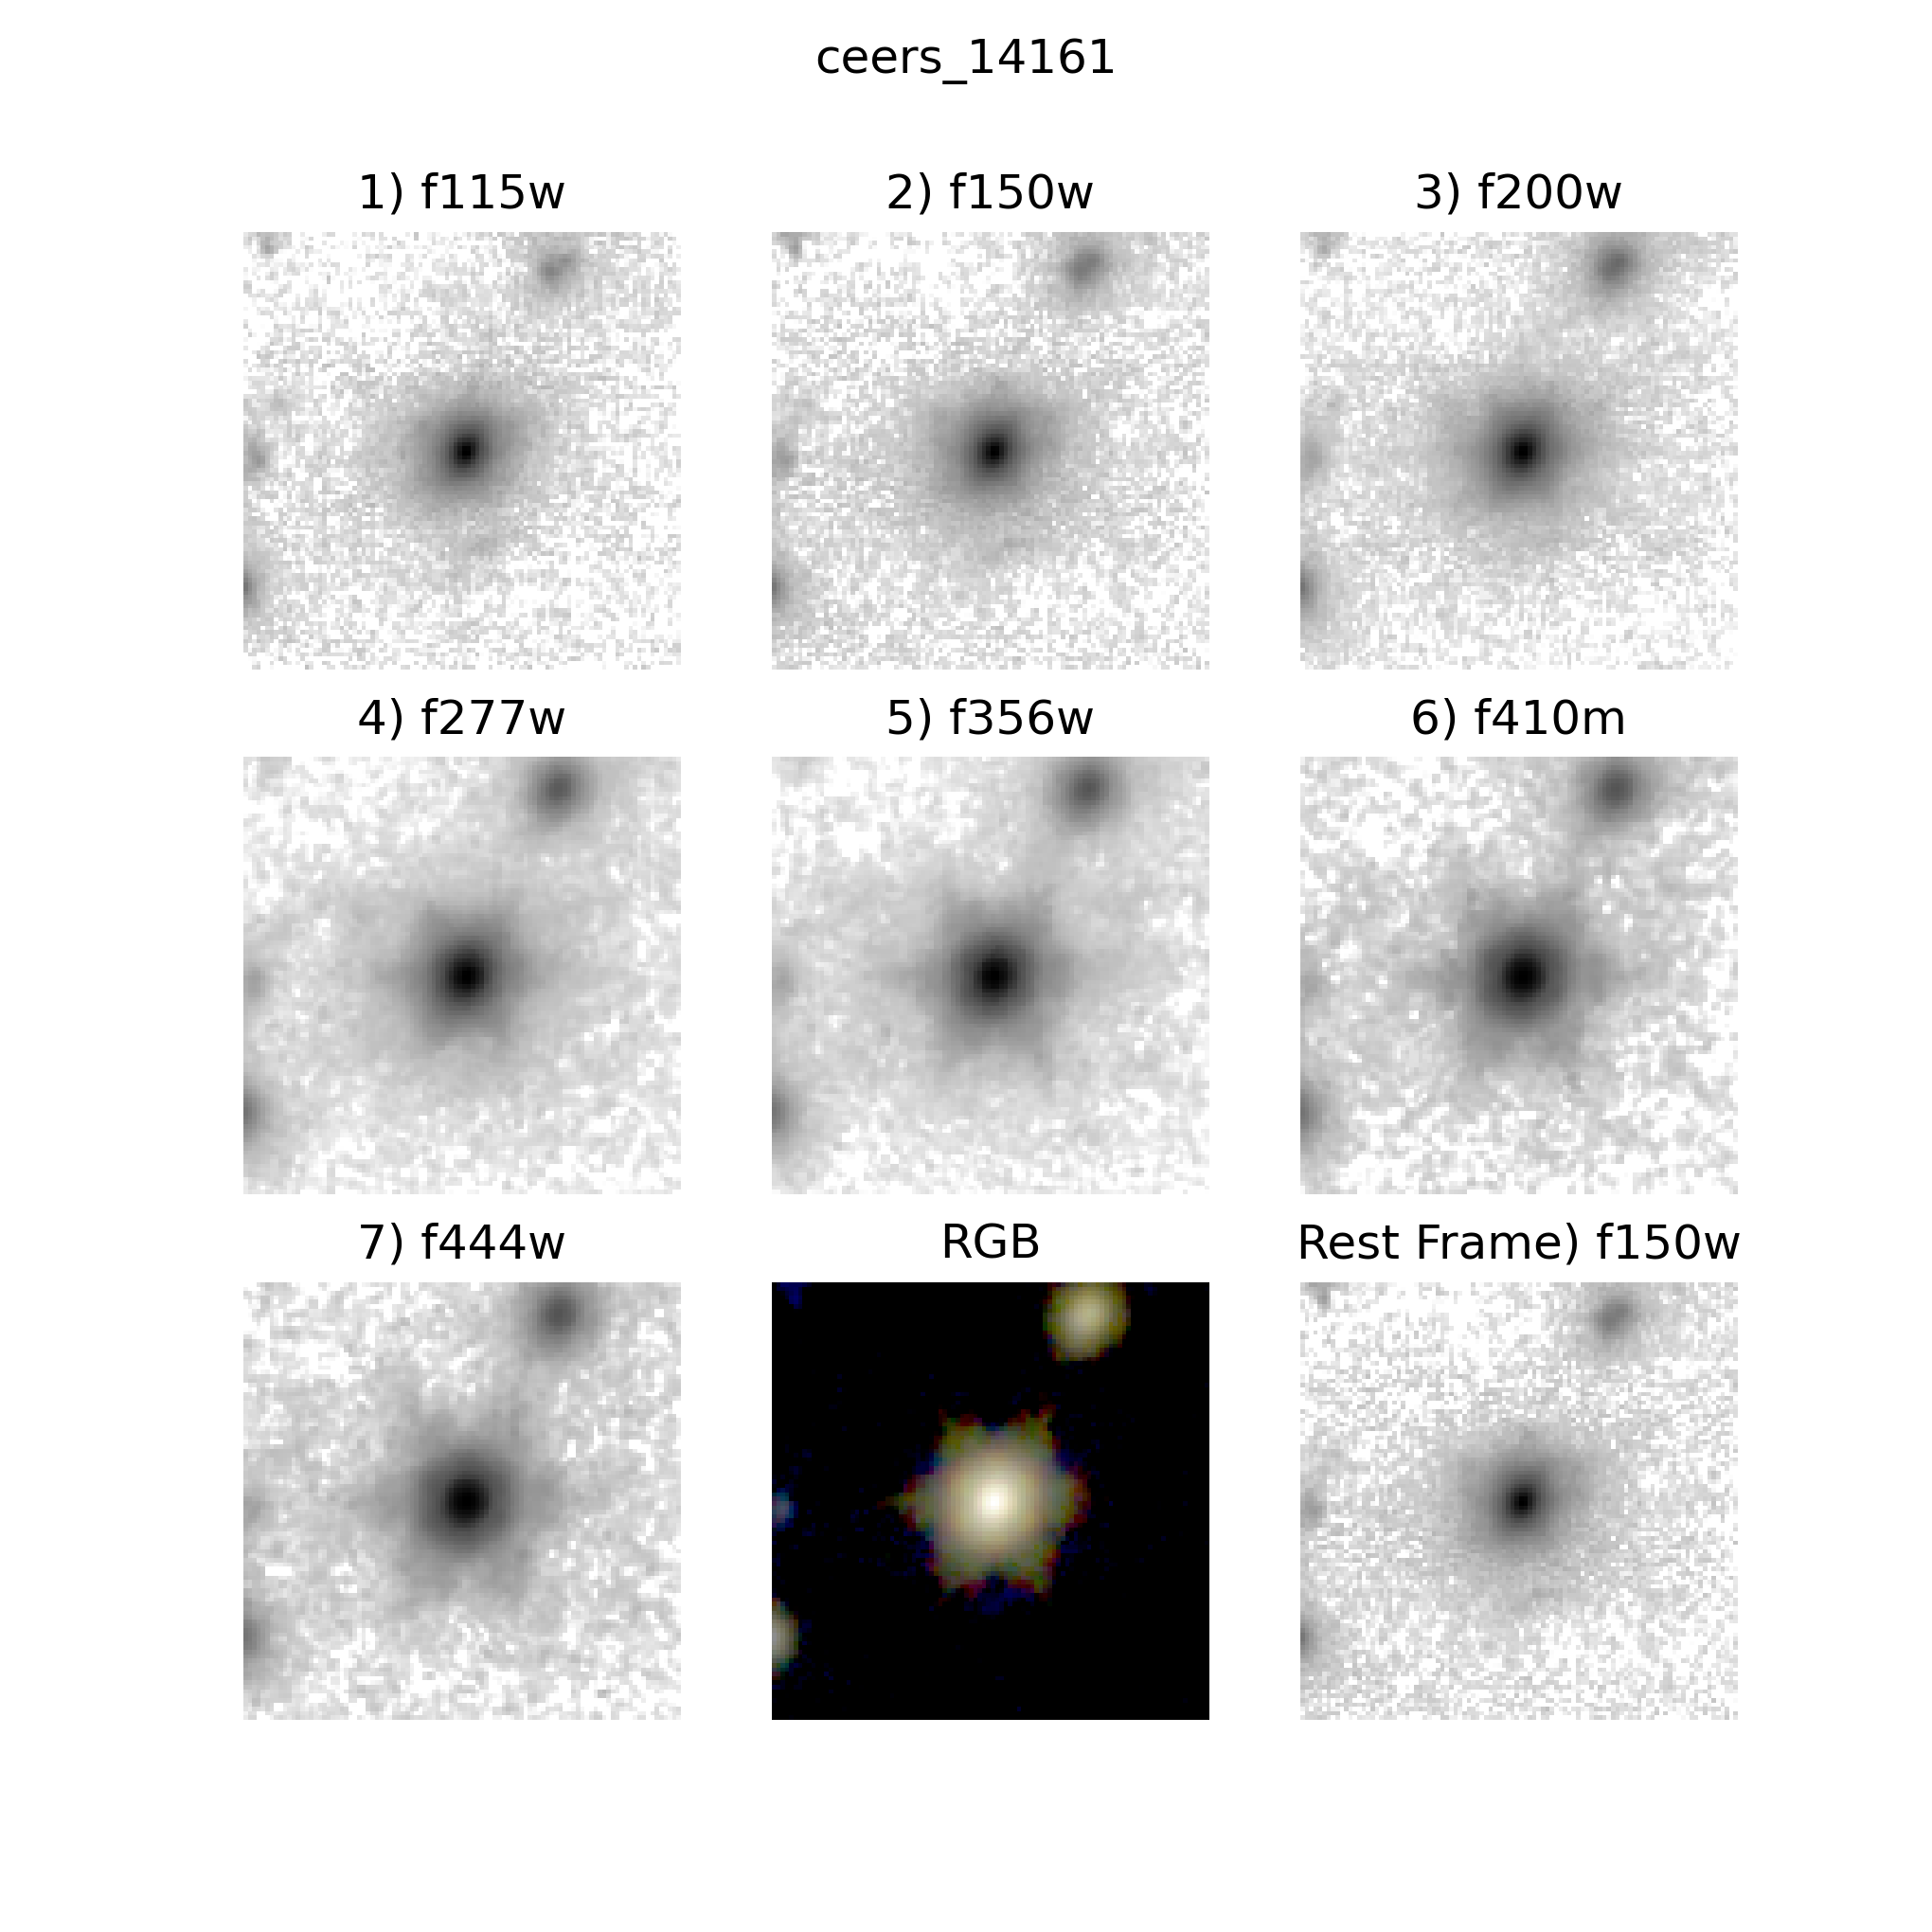 ceers_14161
1) f115w
2) f150w
3) f200w
4) f277w
5) f356w
6) f410m
7) f444w
RGB
Rest Frame) f150w